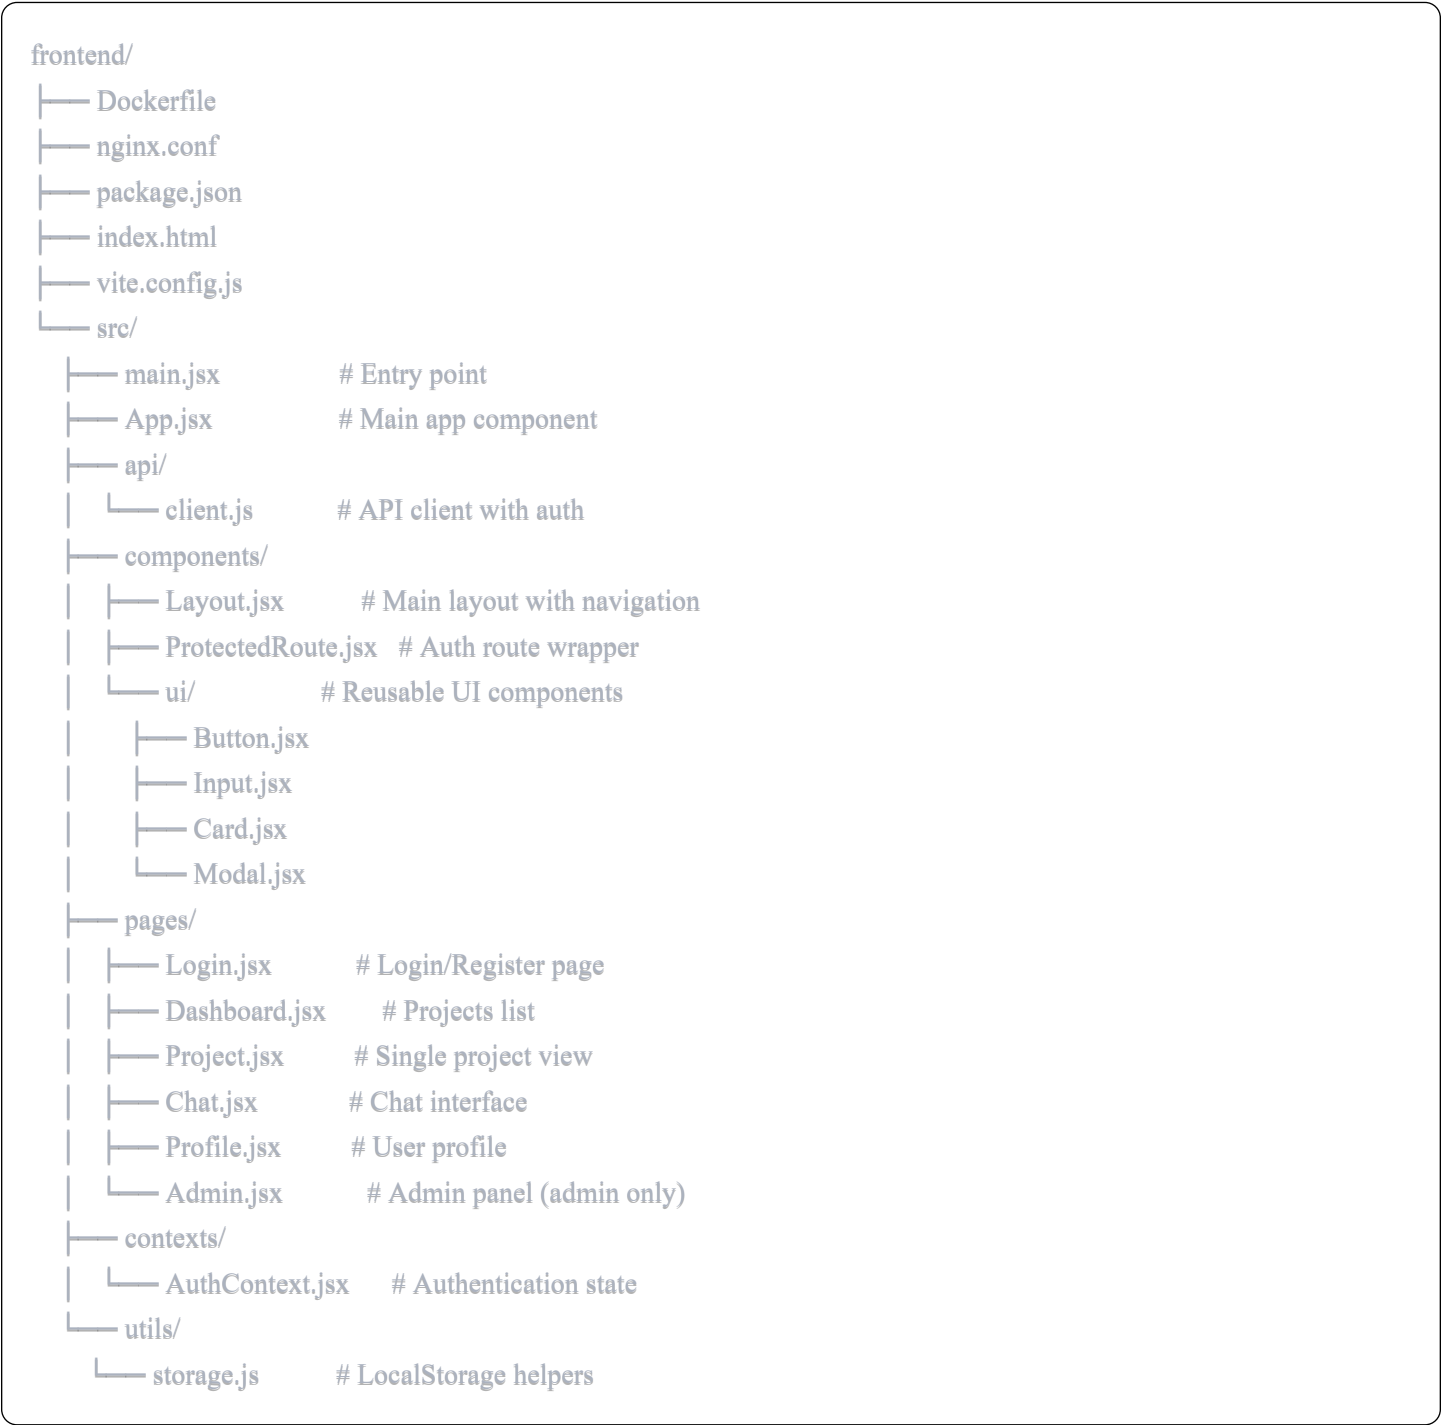 frontend/
├── Dockerfile
├── nginx.conf
├── package.json
├── index.html
├── vite.config.js
└── src/
    ├── main.jsx                 # Entry point
    ├── App.jsx                  # Main app component
    ├── api/
    │   └── client.js            # API client with auth
    ├── components/
    │   ├── Layout.jsx           # Main layout with navigation
    │   ├── ProtectedRoute.jsx   # Auth route wrapper
    │   └── ui/                  # Reusable UI components
    │       ├── Button.jsx
    │       ├── Input.jsx
    │       ├── Card.jsx
    │       └── Modal.jsx
    ├── pages/
    │   ├── Login.jsx            # Login/Register page
    │   ├── Dashboard.jsx        # Projects list
    │   ├── Project.jsx          # Single project view
    │   ├── Chat.jsx             # Chat interface
    │   ├── Profile.jsx          # User profile
    │   └── Admin.jsx            # Admin panel (admin only)
    ├── contexts/
    │   └── AuthContext.jsx      # Authentication state
    └── utils/
        └── storage.js           # LocalStorage helpers